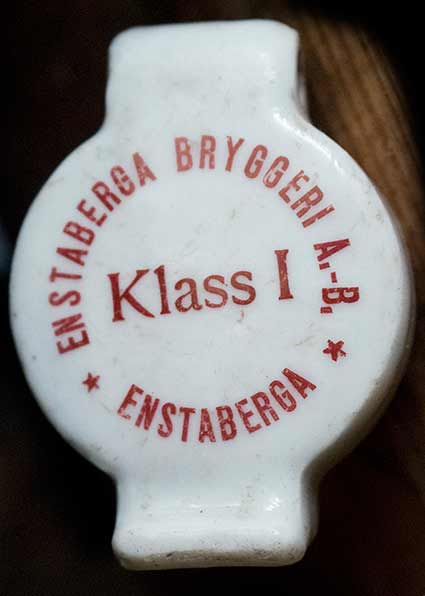 ENSTABERGA BRYGGERI A.-B.
Klass I
★ ENSTABERGA ★